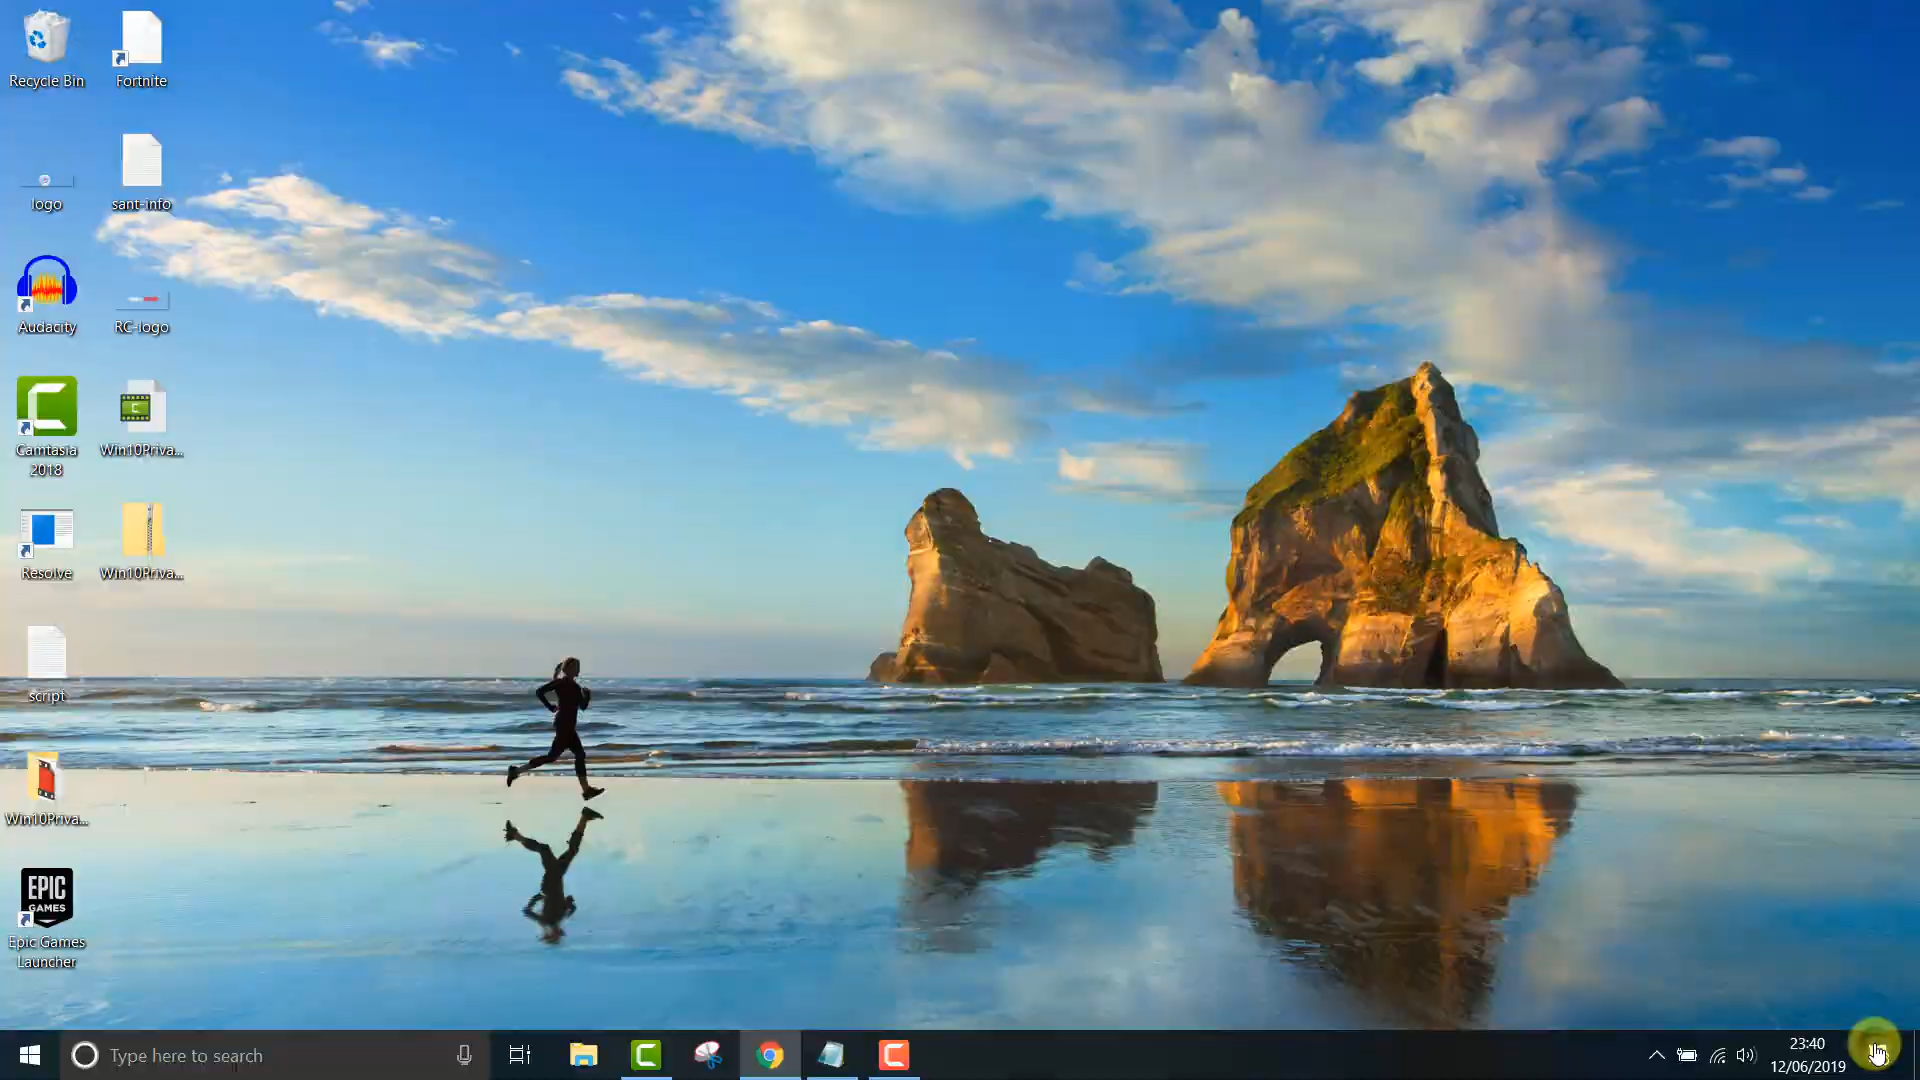 Recycle Bin
Fortnite
logo
sant-info
Audacity
RC-logo
Camtasia
2018
Win10Priva...
Resolve
Win10Priva...
script
Win10Priva...
EPIC
GAMES
Epic Games
Launcher
Type here to search
23:40
12/06/2019